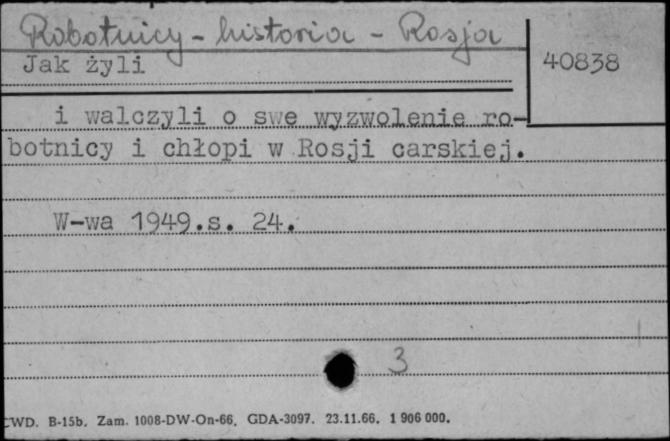 Robotnicy - historia - Rosja
Jak żyli
40838
i walczyli o swe wyzwolenie ro-
botnicy i chłopi w Rosji carskiej.
W-wa 1949.s. 24.
3
CWD. B-15b. Zam. 1008-DW-On-66. GDA-3097. 23.11.66. 1 906 000.